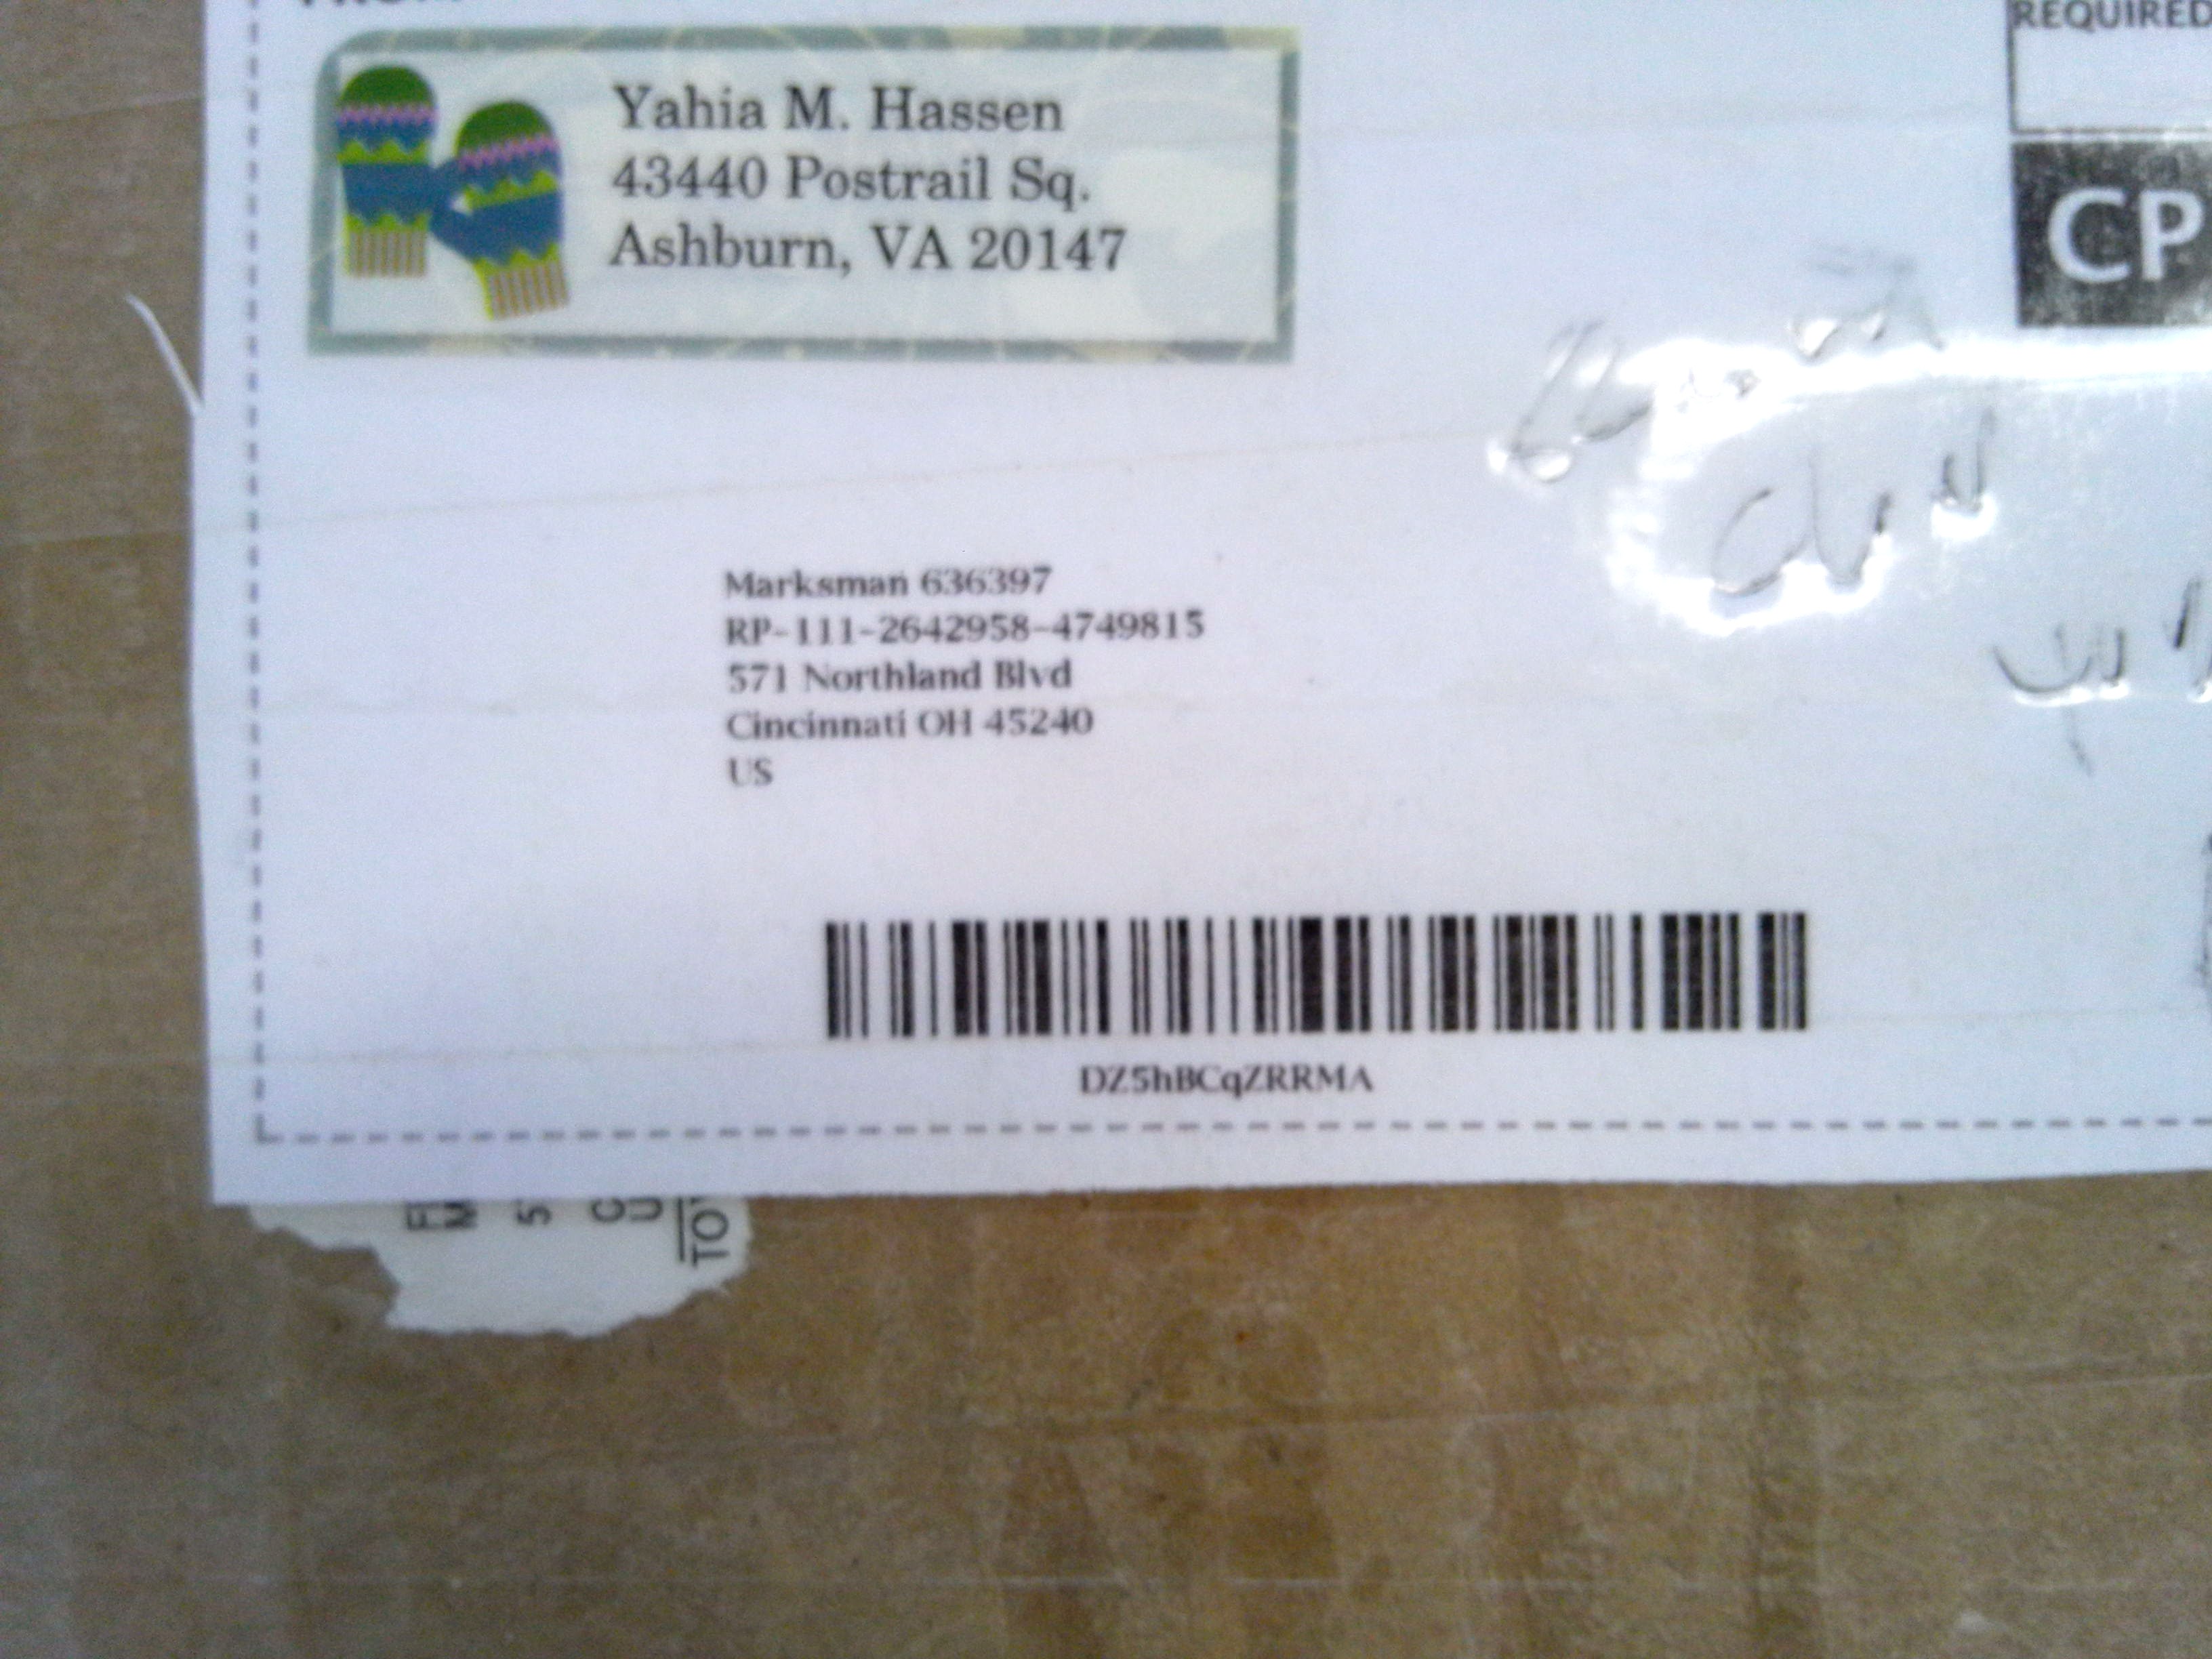 REQUIRED
Yahia M. Hassen
43440 Postrail Sq.
Ashburn, VA 20147
CP
Marksman 636397
RP-111-2642958-4749815
571 Northland Blvd
Cincinnati OH 45240
US
DZ5hBCqZRRMA